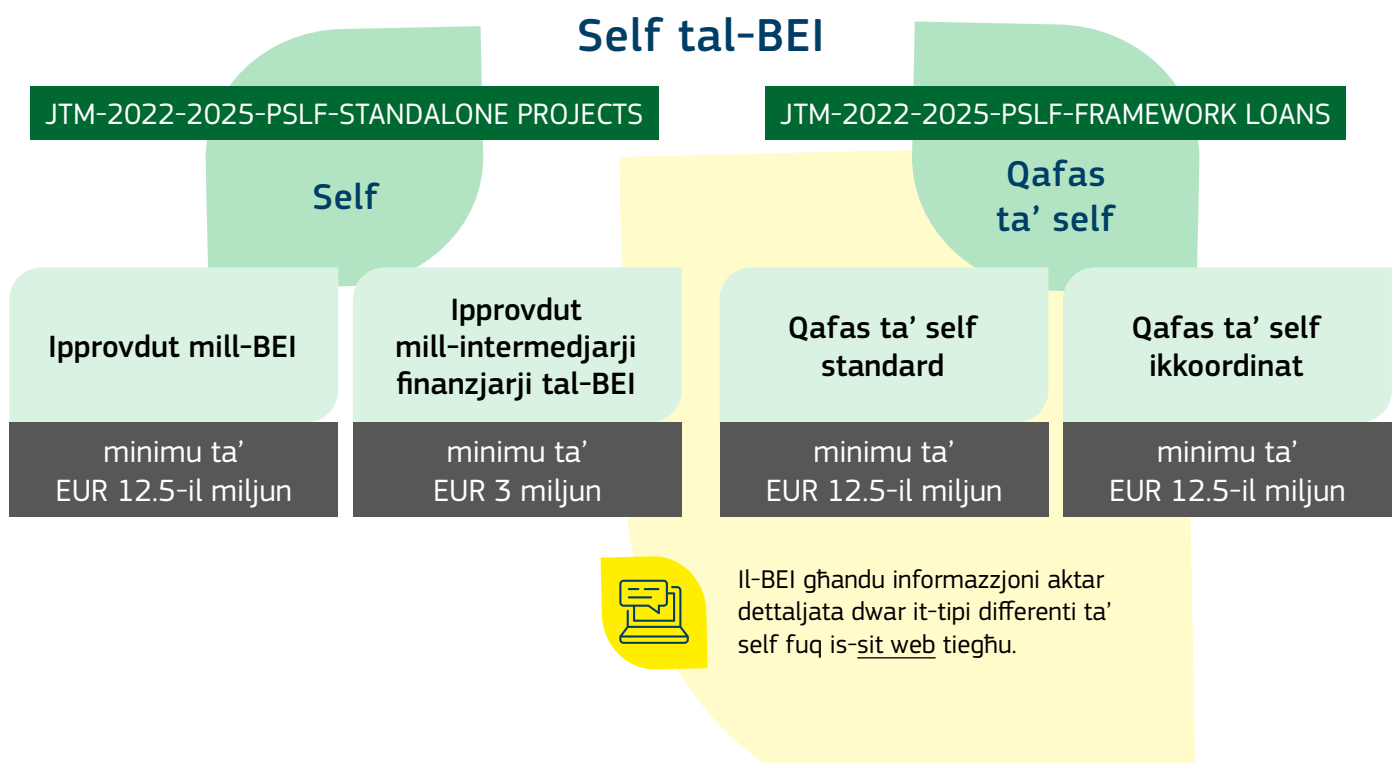 Self tal-BEI
JTM-2022-2025-PSLF-STANDALONE PROJECTS
Self
Ipprovdut mill-BEI
minimu ta’
EUR 12.5-il miljun
Ipprovdut
mill-intermedjarji
finanzjarji tal-BEI
minimu ta’
EUR 3 miljun
JTM-2022-2025-PSLF-FRAMEWORK LOANS
Qafas
ta’ self
Qafas ta’ self
standard
minimu ta’
EUR 12.5-il miljun
Qafas ta’ self
ikkoordinat
minimu ta’
EUR 12.5-il miljun
Il-BEI għandu informazzjoni aktar
dettaljata dwar it-tipi differenti ta’
self fuq is-sit web tiegħu.